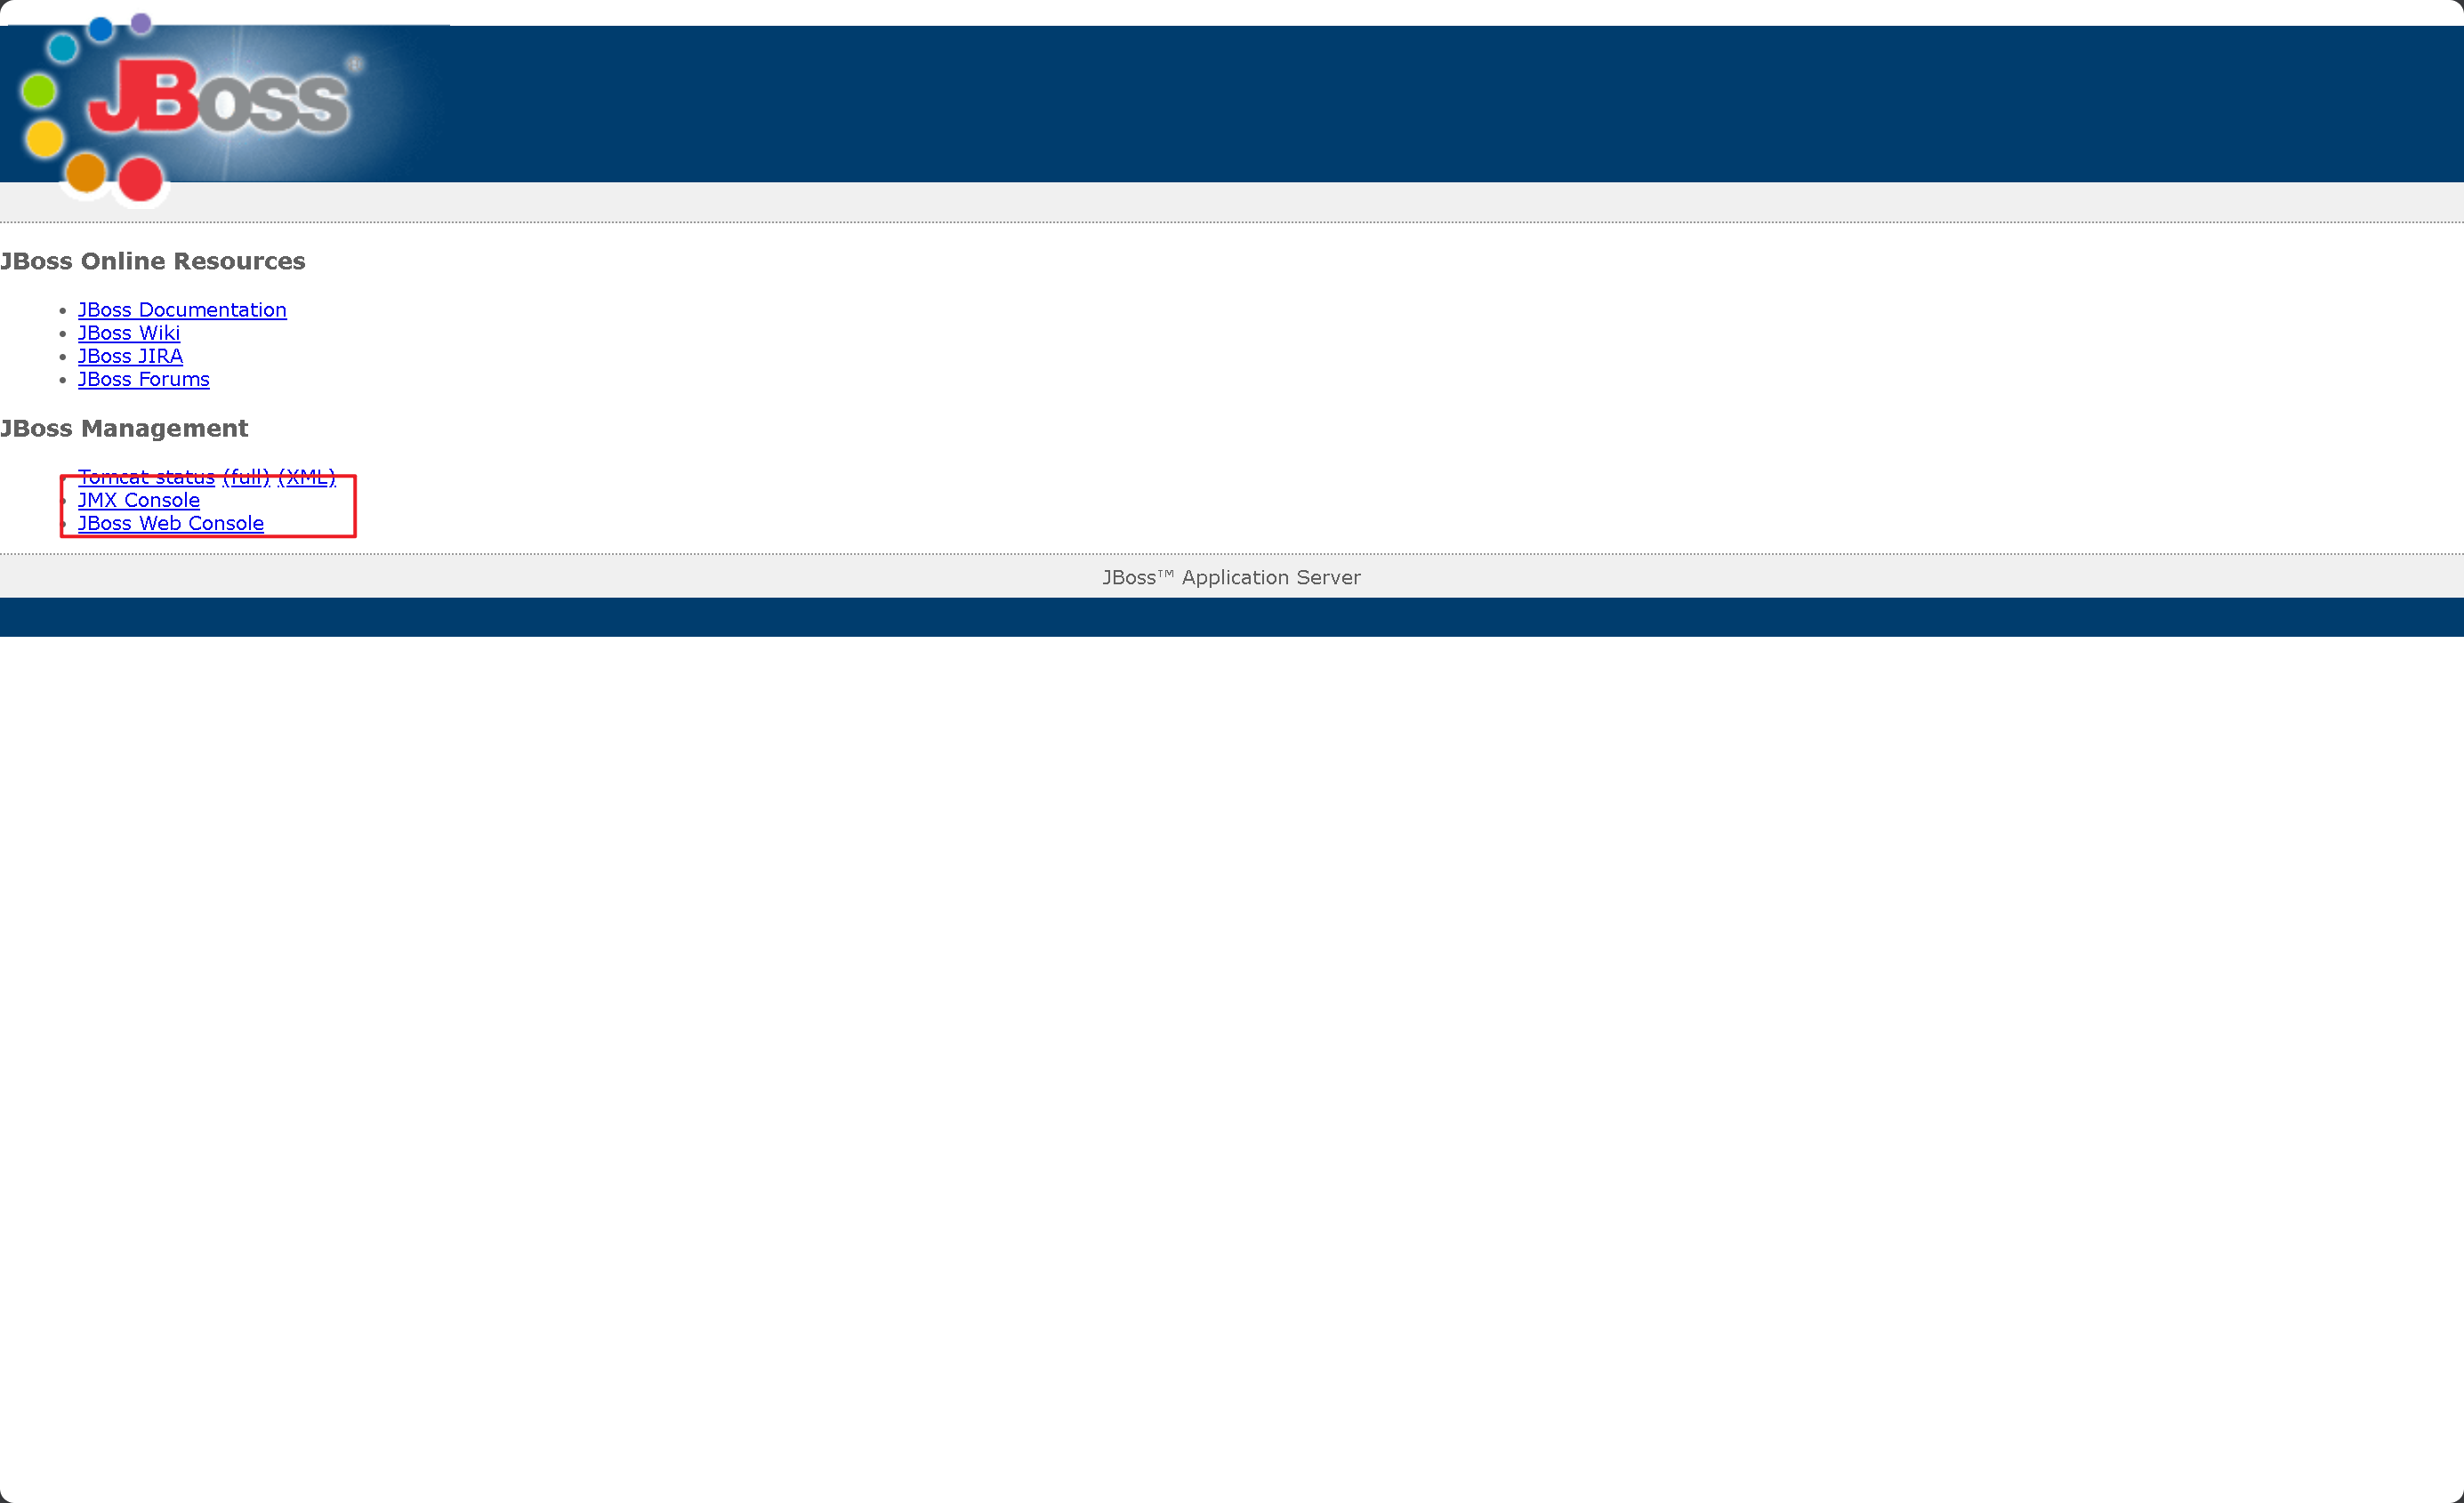 JBoss®
JBoss Online Resources
JBoss Documentation
JBoss Wiki
JBoss JIRA
JBoss Forums
JBoss Management
Tomcat status (full) (XML)
JMX Console
JBoss Web Console
JBoss™ Application Server